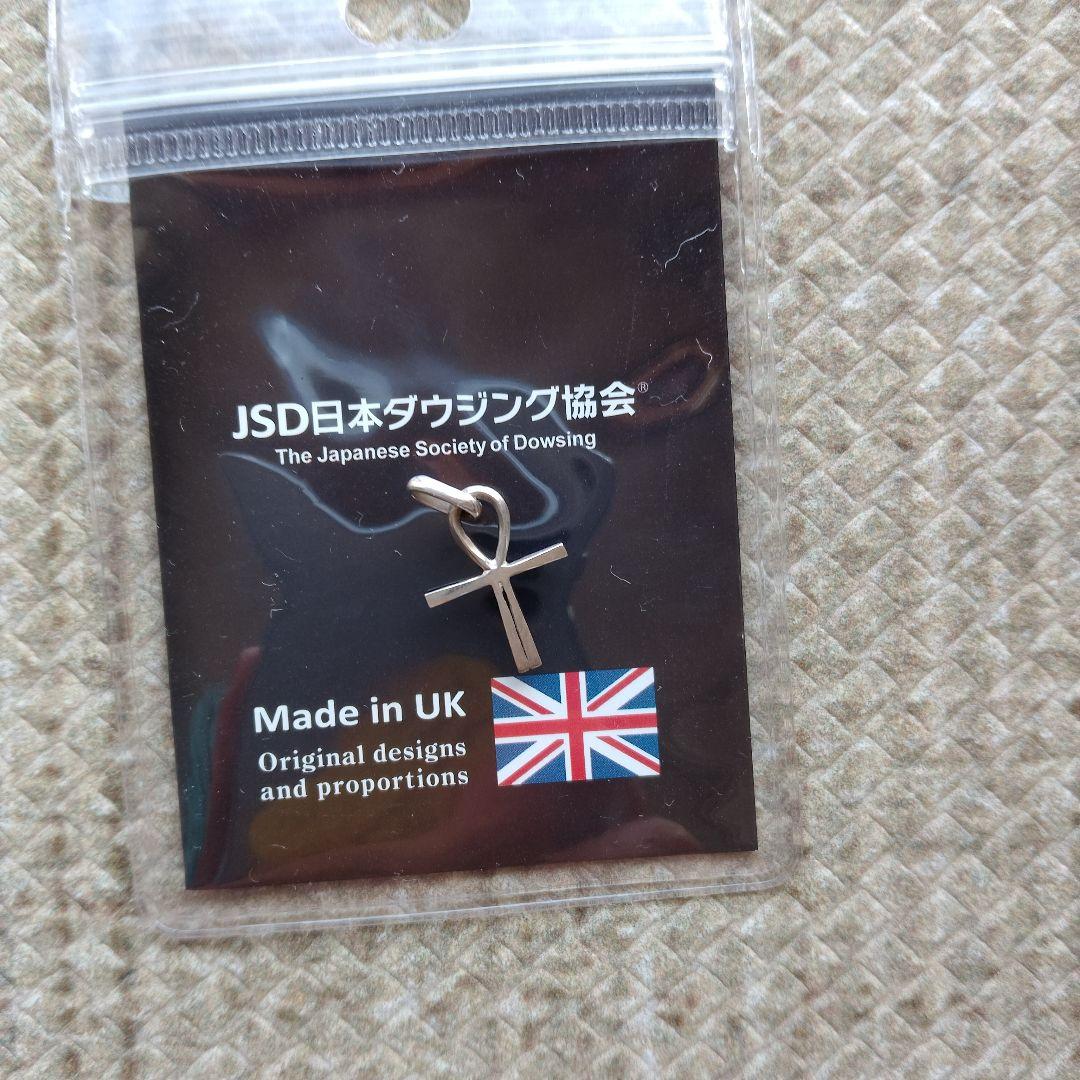 JSD日本ダウジング協会®
The Japanese Society of Dowsing
Made in UK
Original designs
and proportions